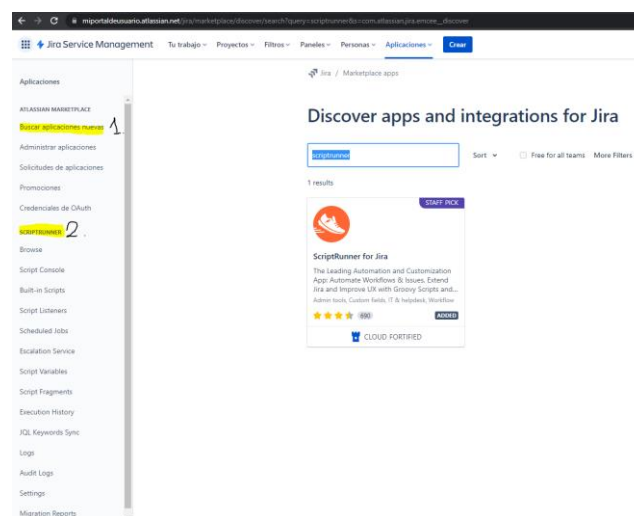 miportaldeusuario.atlassian.net/jira/marketplace/discover/search?query=scriptrunner&s=com.atlassian.jira.emcee__discover
Jira Service Management Tu trabajo Proyectos Filtros Paneles Personas Aplicaciones Crear
Aplicaciones
ATLASSIAN MARKETPLACE
Buscar aplicaciones nuevas 1.
Administrar aplicaciones
Solicitudes de aplicaciones
Promociones
Credenciales de OAuth
SCRIPTRUNNER 2.
Browse
Script Console
Built-in Scripts
Script Listeners
Scheduled Jobs
Escalation Service
Script Variables
Script Fragments
Execution History
JQL Keywords Sync
Logs
Audit Logs
Settings
Migration Reports
Jira / Marketplace apps
Discover apps and integrations for Jira
scriptrunner Sort Free for all teams More Filters
1 results
STAFF PICK
ScriptRunner for Jira
The Leading Automation and Customization
App: Automate Workflows & Issues. Extend
Jira and Improve UX with Groovy Scripts and...
Admin tools, Custom fields, IT & helpdesk, Workflow
690 ADDED
CLOUD FORTIFIED